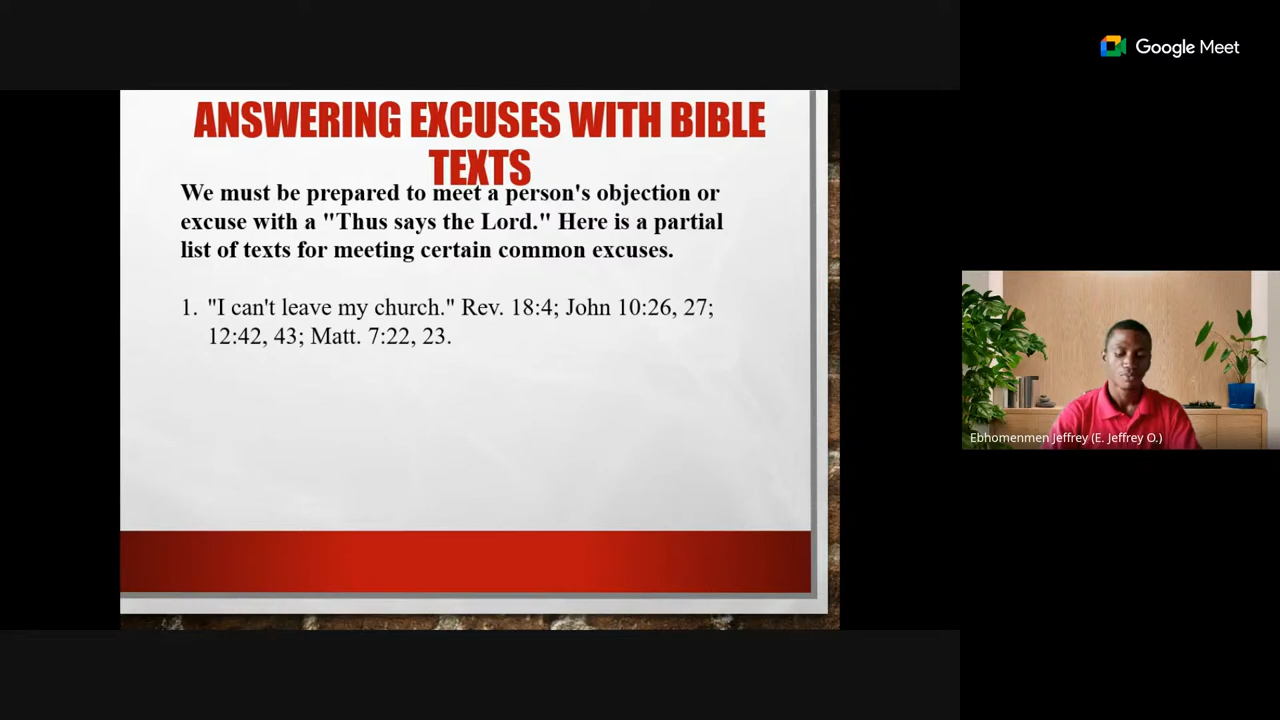 Google Meet
ANSWERING EXCUSES WITH BIBLE
TEXTS
We must be prepared to meet a person's objection or
excuse with a "Thus says the Lord." Here is a partial
list of texts for meeting certain common excuses.
1. "I can't leave my church." Rev. 18:4; John 10:26, 27;
12:42, 43; Matt. 7:22, 23.
Ebhomenmen Jeffrey (E. Jeffrey O.)